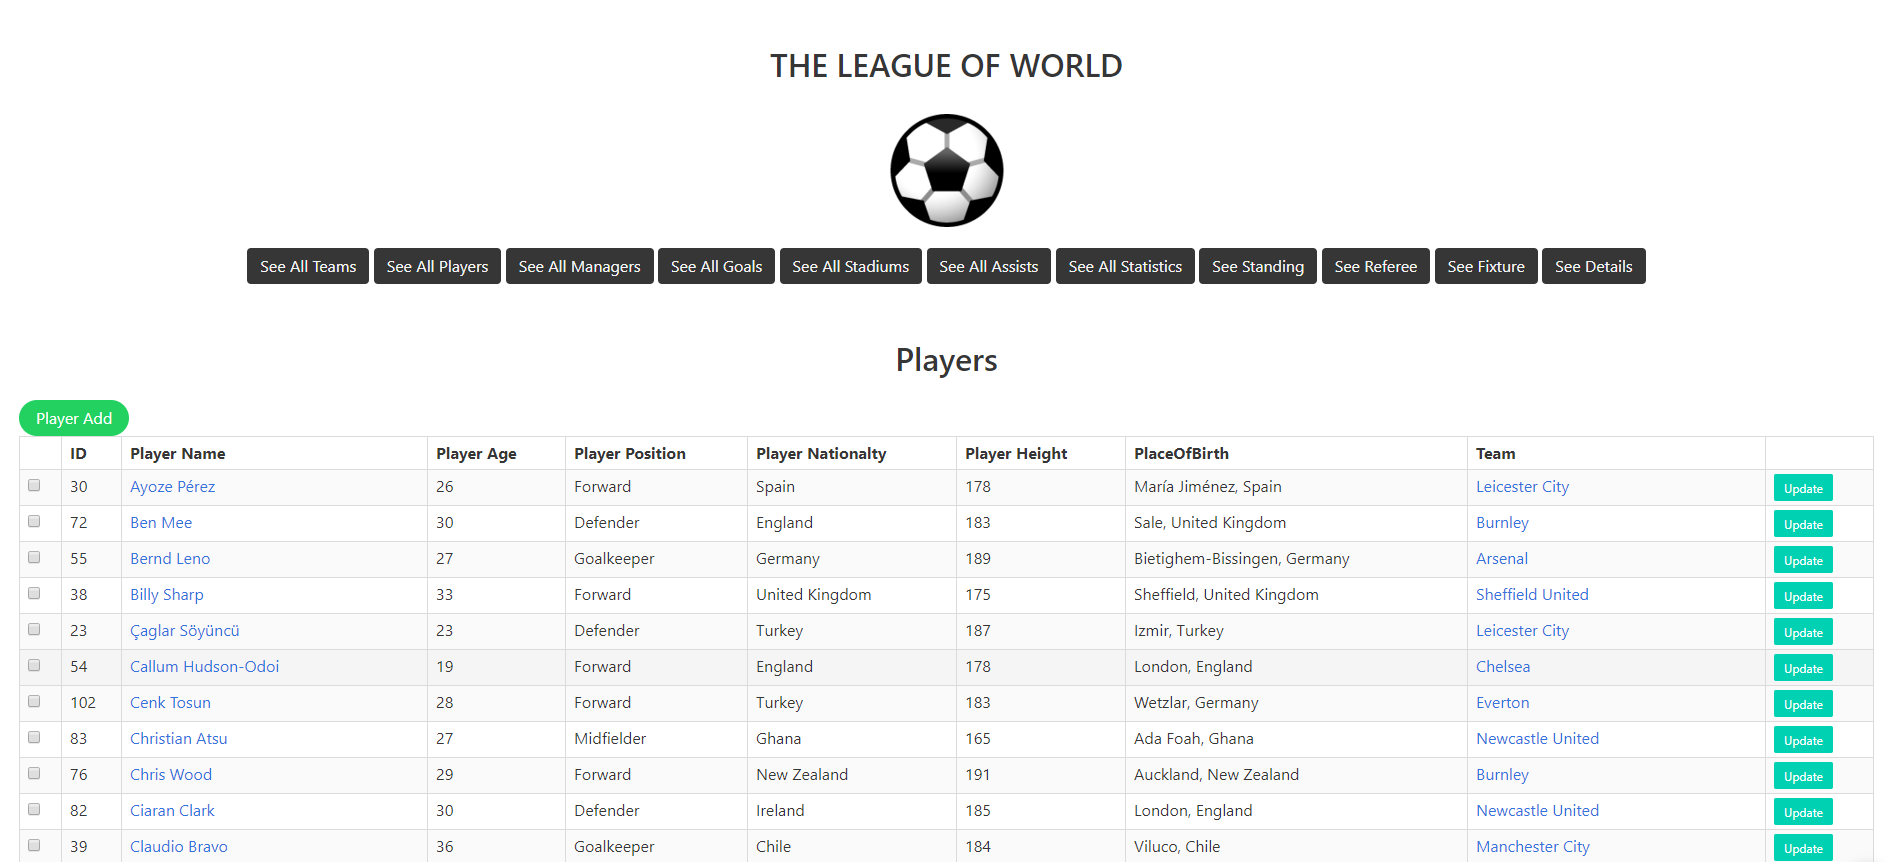 THE LEAGUE OF WORLD
See All Teams See All Players See All Managers See All Goals See All Stadiums See All Assists See All Statistics See Standing See Referee See Fixture See Details
Players
Player Add
ID Player Name Player Age Player Position Player Nationalty Player Height PlaceOfBirth Team
30 Ayoze Pérez 26 Forward Spain 178 María Jiménez, Spain Leicester City Update
72 Ben Mee 30 Defender England 183 Sale, United Kingdom Burnley Update
55 Bernd Leno 27 Goalkeeper Germany 189 Bietighem-Bissingen, Germany Arsenal Update
38 Billy Sharp 33 Forward United Kingdom 175 Sheffield, United Kingdom Sheffield United Update
23 Çaglar Söyüncü 23 Defender Turkey 187 Izmir, Turkey Leicester City Update
54 Callum Hudson-Odoi 19 Forward England 178 London, England Chelsea Update
102 Cenk Tosun 28 Forward Turkey 183 Wetzlar, Germany Everton Update
83 Christian Atsu 27 Midfielder Ghana 165 Ada Foah, Ghana Newcastle United Update
76 Chris Wood 29 Forward New Zealand 191 Auckland, New Zealand Burnley Update
82 Ciaran Clark 30 Defender Ireland 185 London, England Newcastle United Update
39 Claudio Bravo 36 Goalkeeper Chile 184 Viluco, Chile Manchester City Update